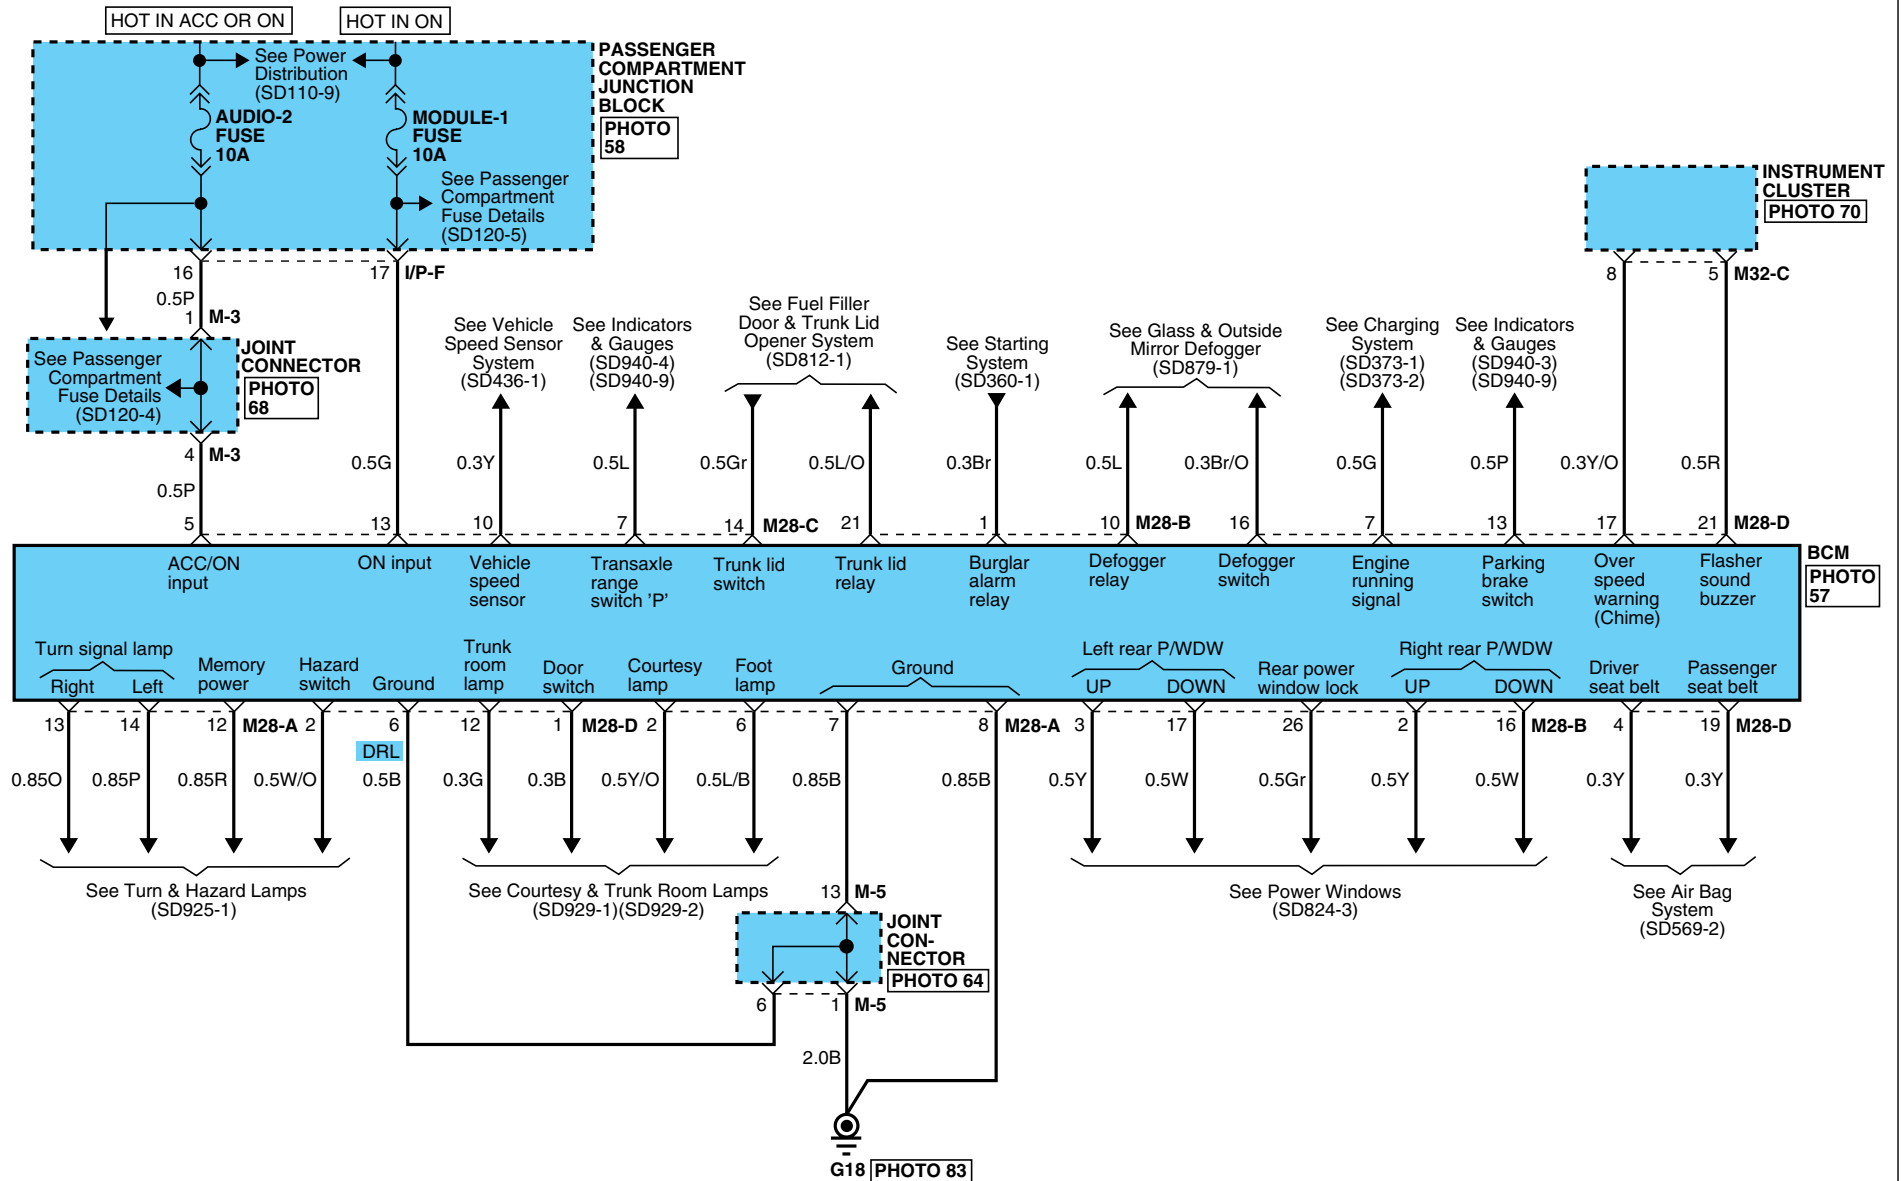 HOT IN ACC OR ON
HOT IN ON
See Power
Distribution
(SD110-9)
AUDIO-2
FUSE
10A
MODULE-1
FUSE
10A
See Passenger
Compartment
Fuse Details
(SD120-5)
PASSENGER
COMPARTMENT
JUNCTION
BLOCK
PHOTO
58
INSTRUMENT
CLUSTER
PHOTO 70
16
17
I/P-F
8
5
M32-C
0.5P
1
M-3
See Passenger
Compartment
Fuse Details
(SD120-4)
JOINT
CONNECTOR
PHOTO
68
4
M-3
See Vehicle
Speed Sensor
System
(SD436-1)
See Indicators
& Gauges
(SD940-4)
(SD940-9)
See Fuel Filler
Door & Trunk Lid
Opener System
(SD812-1)
See Starting
System
(SD360-1)
See Glass & Outside
Mirror Defogger
(SD879-1)
See Charging
System
(SD373-1)
(SD373-2)
See Indicators
& Gauges
(SD940-3)
(SD940-9)
0.5P
0.5G
0.3Y
0.5L
0.5Gr
0.5L/O
0.3Br
0.5L
0.3Br/O
0.5G
0.5P
0.3Y/O
0.5R
5
13
10
7
14
M28-C
21
1
10
M28-B
16
7
13
17
21
M28-D
ACC/ON
input
ON input
Vehicle
speed
sensor
Transaxle
range
switch 'P'
Trunk lid
switch
Trunk lid
relay
Burglar
alarm
relay
Defogger
relay
Defogger
switch
Engine
running
signal
Parking
brake
switch
Over
speed
warning
(Chime)
Flasher
sound
buzzer
BCM
PHOTO
57
Turn signal lamp
Right
Left
Memory
power
Hazard
switch
Ground
Trunk
room
lamp
Door
switch
Courtesy
lamp
Foot
lamp
Ground
Left rear P/WDW
UP
DOWN
Rear power
window lock
Right rear P/WDW
UP
DOWN
Driver
seat belt
Passenger
seat belt
13
14
12
M28-A
2
6
12
1
M28-D
2
6
7
8
M28-A
3
17
26
2
16
M28-B
4
19
M28-D
DRL
0.85O
0.85P
0.85R
0.5W/O
0.5B
0.3G
0.3B
0.5Y/O
0.5L/B
0.85B
0.85B
0.5Y
0.5W
0.5Gr
0.5Y
0.5W
0.3Y
0.3Y
See Turn & Hazard Lamps
(SD925-1)
See Courtesy & Trunk Room Lamps
(SD929-1)(SD929-2)
See Power Windows
(SD824-3)
See Air Bag
System
(SD569-2)
13
M-5
JOINT
CON-
NECTOR
PHOTO 64
6
1
M-5
2.0B
G18
PHOTO 83